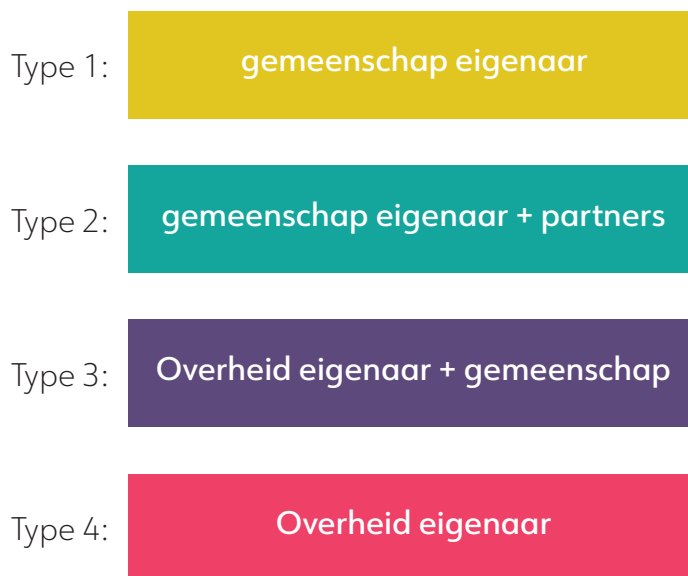 Type 1: gemeenschap eigenaar
Type 2: gemeenschap eigenaar + partners
Type 3: Overheid eigenaar + gemeenschap
Type 4: Overheid eigenaar